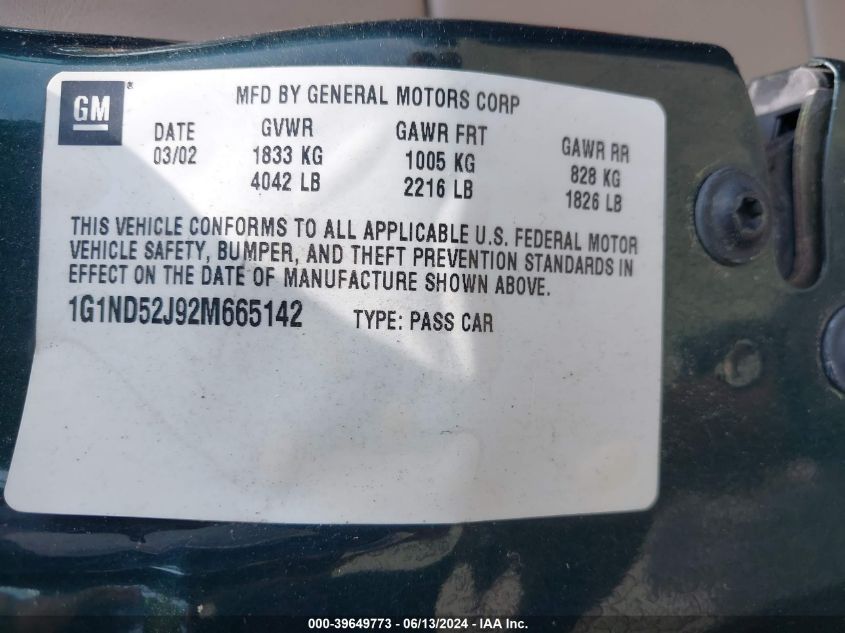 GM ®
MFD BY GENERAL MOTORS CORP
DATE GVWR GAWR FRT GAWR RR
03/02 1833 KG 1005 KG 828 KG
4042 LB 2216 LB 1826 LB
THIS VEHICLE CONFORMS TO ALL APPLICABLE U.S. FEDERAL MOTOR
VEHICLE SAFETY, BUMPER, AND THEFT PREVENTION STANDARDS IN
EFFECT ON THE DATE OF MANUFACTURE SHOWN ABOVE.
1G1ND52J92M665142 TYPE: PASS CAR
000-39649773 - 06/13/2024 - IAA Inc.